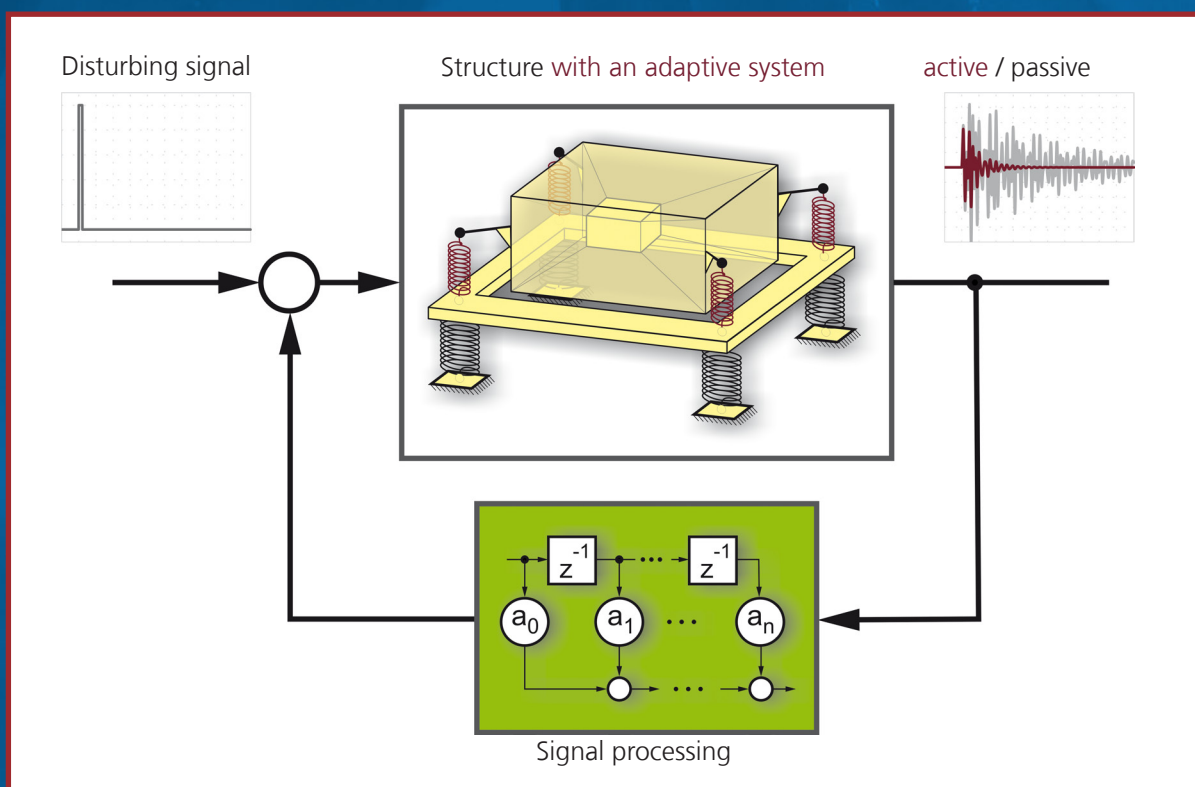 Disturbing signal
Structure with an adaptive system
active / passive
z⁻¹ ... z⁻¹
a₀ a₁ ... aₙ
...
Signal processing